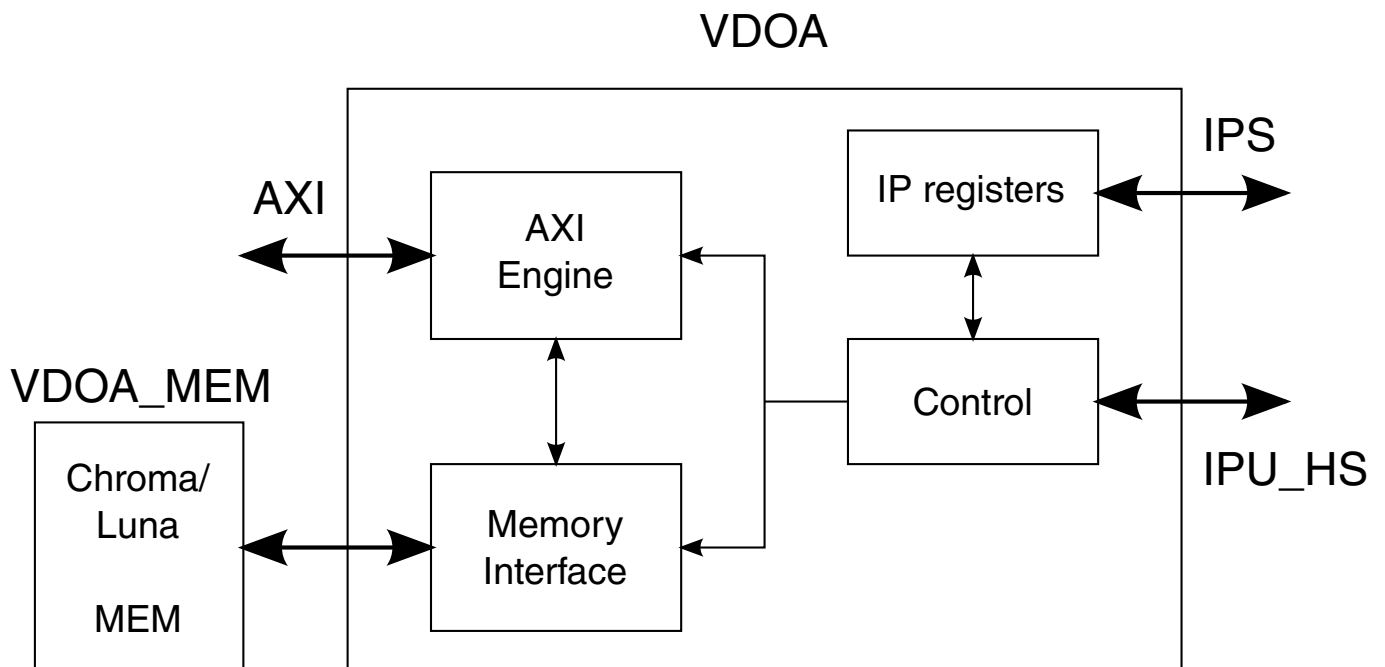 VDOA
IPS
IP registers
AXI
AXI
Engine
VDOA_MEM
Control
Chroma/
Luna
MEM
Memory
Interface
IPU_HS